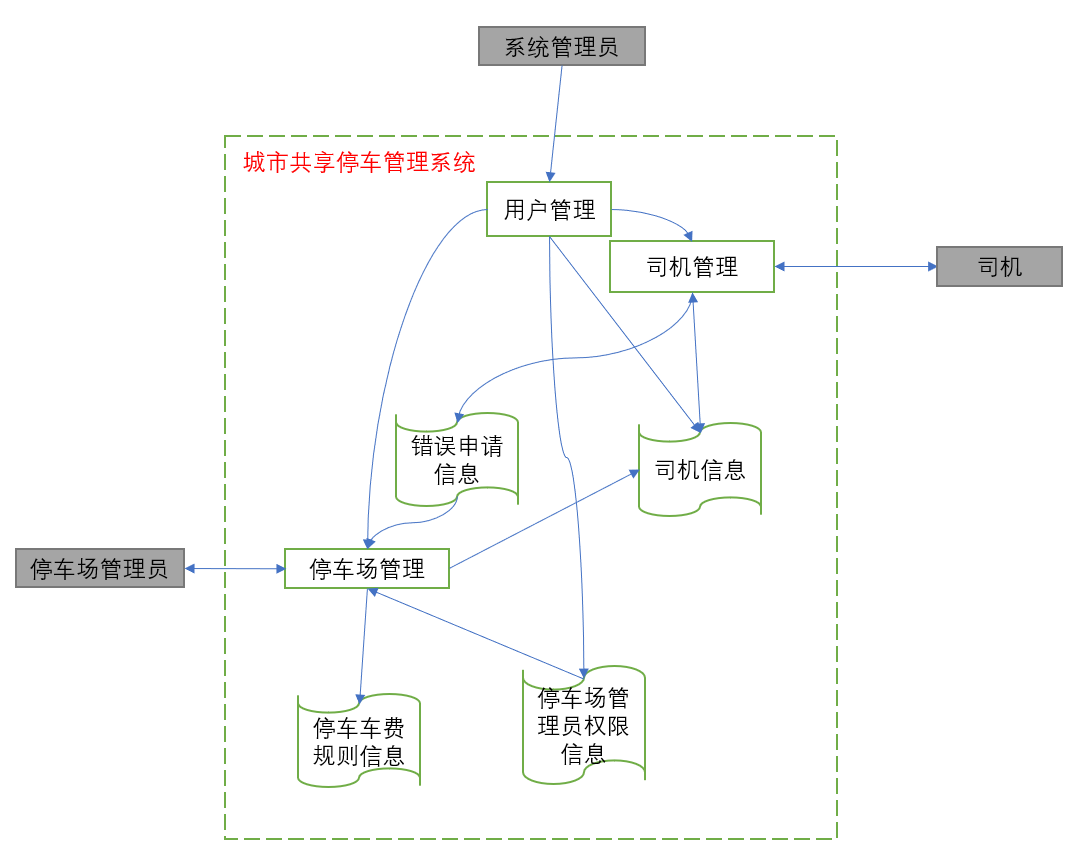 系统管理员
城市共享停车管理系统
用户管理
司机管理
司机
错误申请
信息
司机信息
停车场管理员
停车场管理
停车车费
规则信息
停车场管
理员权限
信息